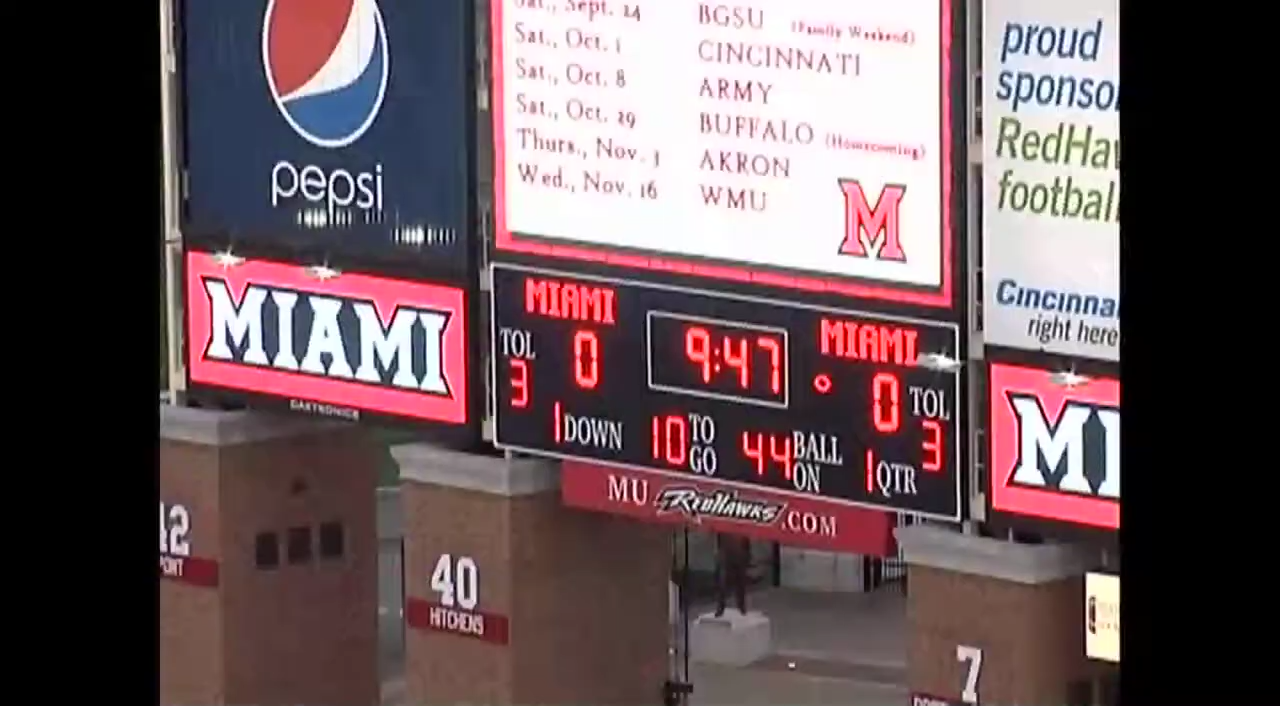 pepsi
MIAMI
DAKTRONICS
Sat., Sept. 24 BGSU (Family Weekend)
Sat., Oct. 1 CINCINNATI
Sat., Oct. 8 ARMY
Sat., Oct. 29 BUFFALO (Homecoming)
Thurs., Nov. 3 AKRON
Wed., Nov. 16 WMU
M
MIAMI 9:47 MIAMI
TOL 0 0 TOL
3 3
1 DOWN 10 TO GO 44 BALL ON 1 QTR
MU REDHAWKS .COM
proud
sponso
RedHa
football
Cincinna
right here
MI
42
PONT
40
HITCHENS
7